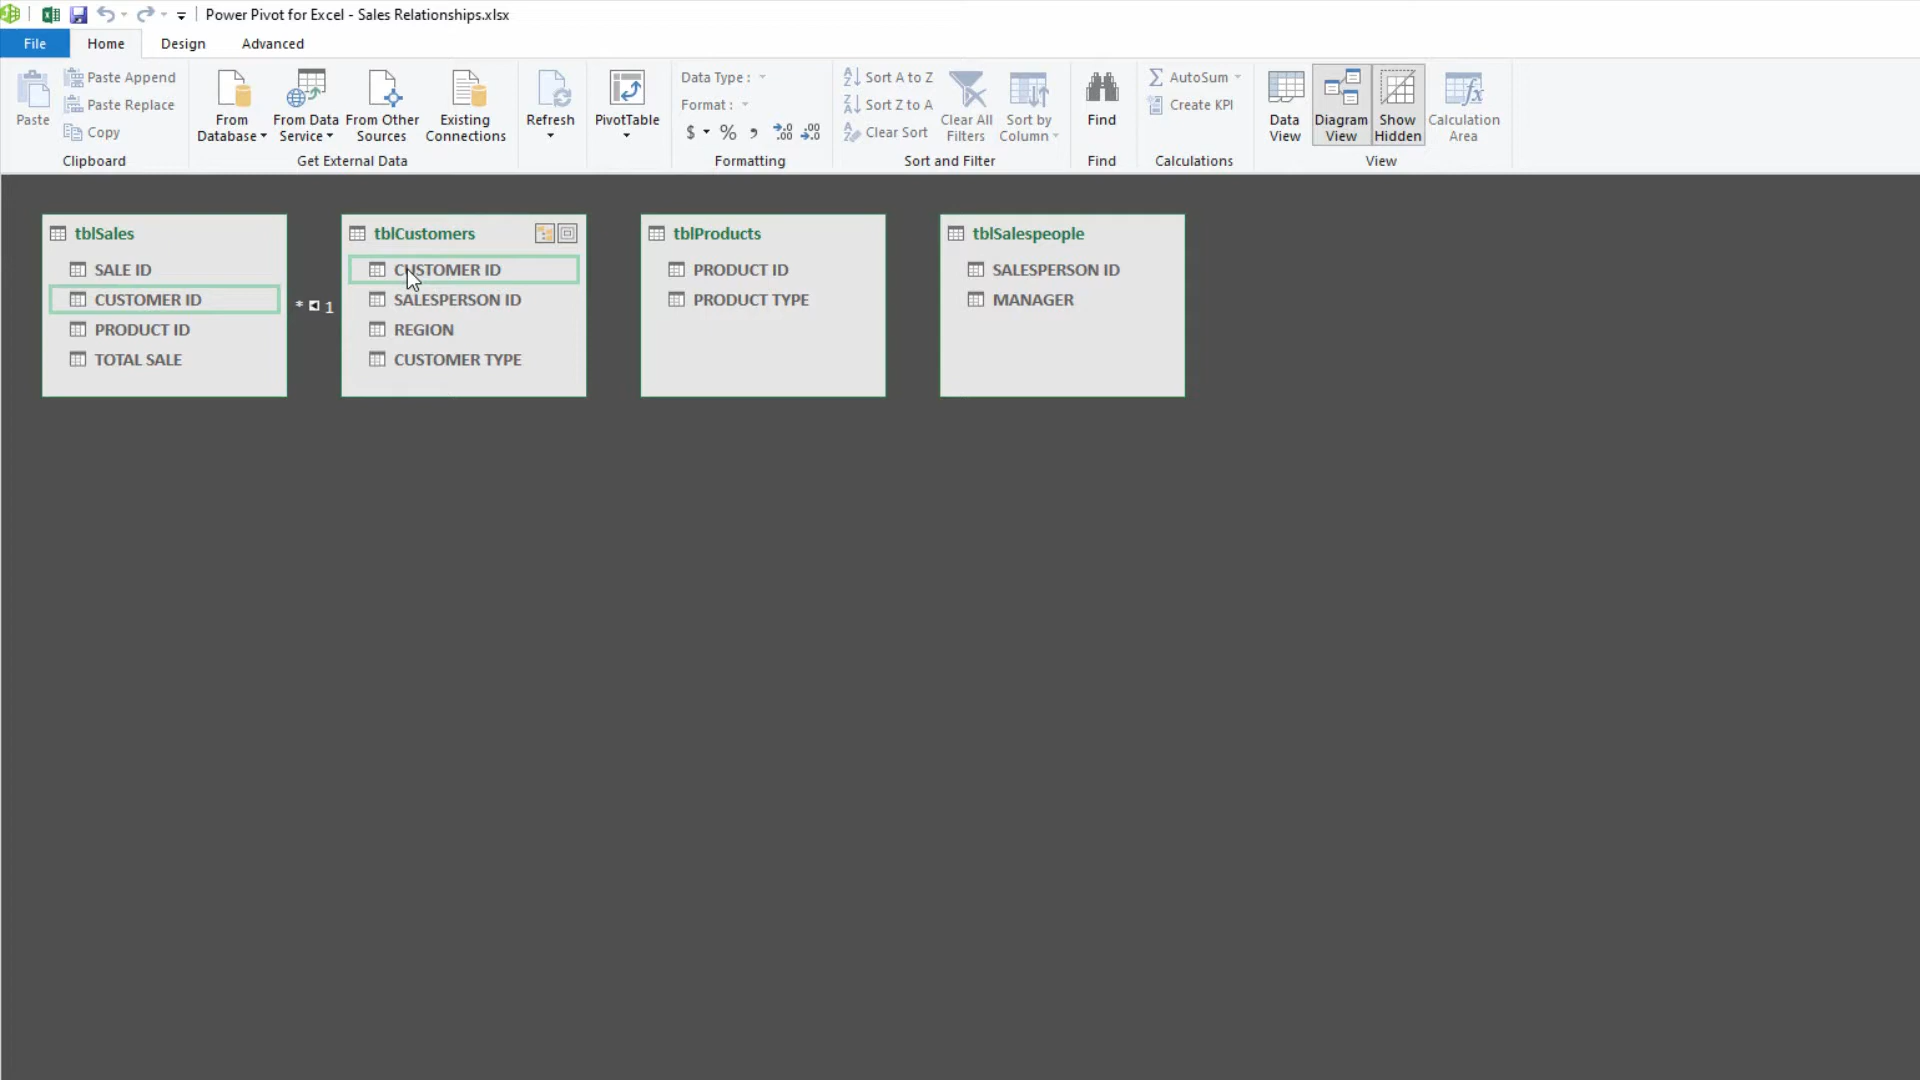 Power Pivot for Excel - Sales Relationships.xlsx
File Home Design Advanced
Paste
Paste Append
Paste Replace
Copy
Clipboard
From Database
From Data Service
From Other Sources
Existing Connections
Get External Data
Refresh
PivotTable
Data Type :
Format :
$ % , .0 .00 .00 .0
Formatting
Sort A to Z
Sort Z to A
Clear Sort
Clear All Filters
Sort by Column
Sort and Filter
Find
Find
AutoSum
Create KPI
Calculations
Data View
Diagram View
Show Hidden
Calculation Area
View
tblSales
SALE ID
CUSTOMER ID
PRODUCT ID
TOTAL SALE
* 1
tblCustomers
CUSTOMER ID
SALESPERSON ID
REGION
CUSTOMER TYPE
tblProducts
PRODUCT ID
PRODUCT TYPE
tblSalespeople
SALESPERSON ID
MANAGER